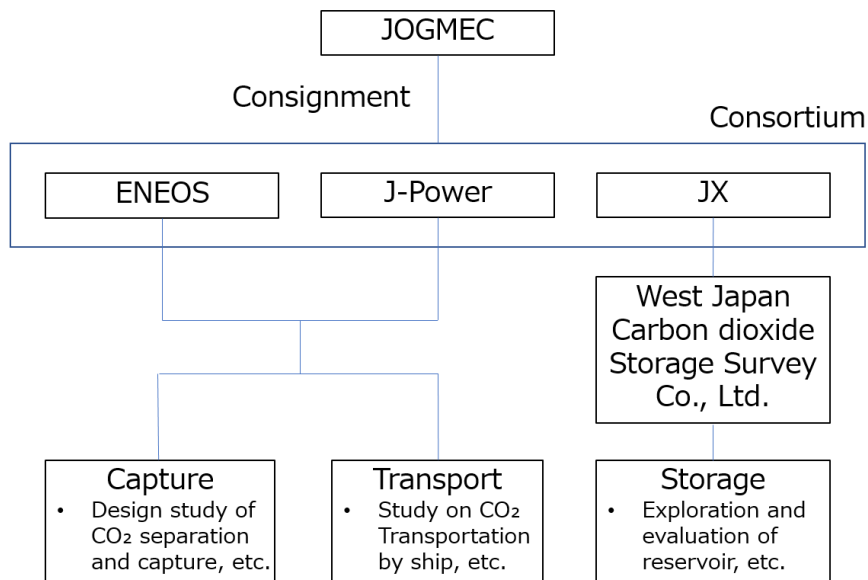 JOGMEC
Consignment
Consortium
ENEOS
J-Power
JX
West Japan
Carbon dioxide
Storage Survey
Co., Ltd.
Capture
• Design study of
CO₂ separation
and capture, etc.
Transport
• Study on CO₂
Transportation
by ship, etc.
Storage
• Exploration and
evaluation of
reservoir, etc.